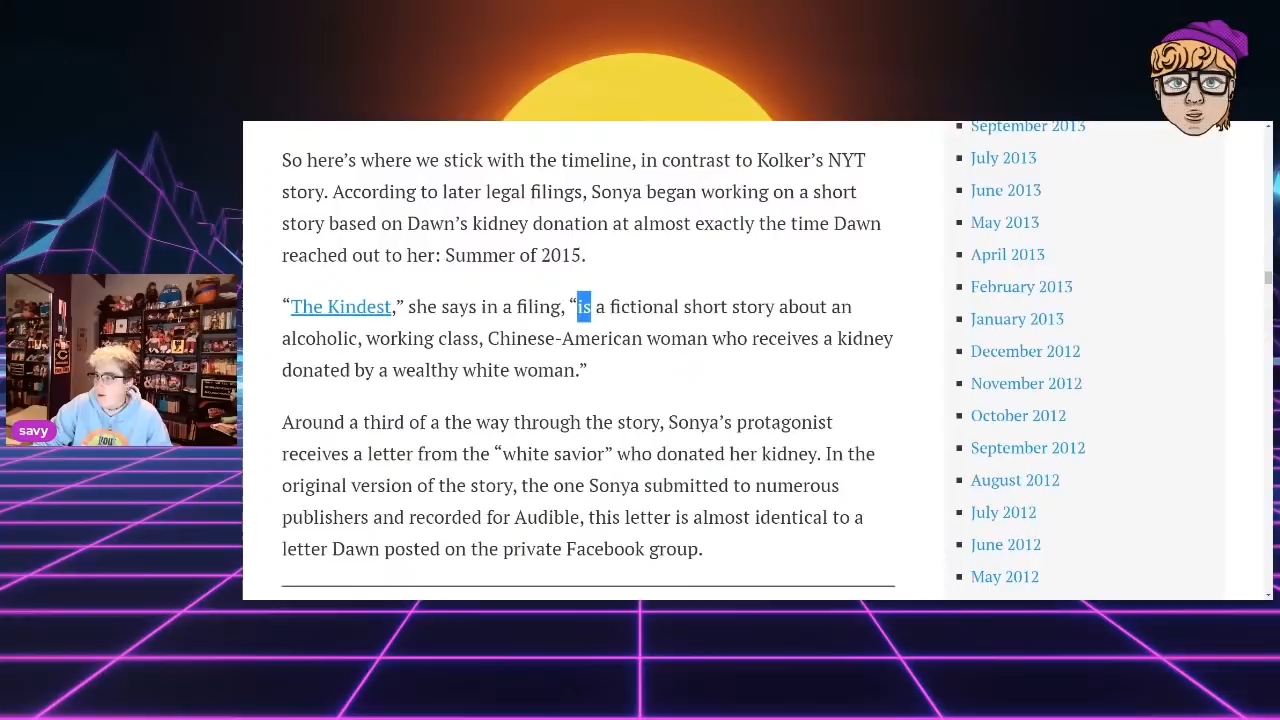 So here’s where we stick with the timeline, in contrast to Kolker’s NYT
story. According to later legal filings, Sonya began working on a short
story based on Dawn’s kidney donation at almost exactly the time Dawn
reached out to her: Summer of 2015.
“The Kindest,” she says in a filing, “is a fictional short story about an
alcoholic, working class, Chinese-American woman who receives a kidney
donated by a wealthy white woman.”
Around a third of a the way through the story, Sonya’s protagonist
receives a letter from the “white savior” who donated her kidney. In the
original version of the story, the one Sonya submitted to numerous
publishers and recorded for Audible, this letter is almost identical to a
letter Dawn posted on the private Facebook group.
September 2013
July 2013
June 2013
May 2013
April 2013
February 2013
January 2013
December 2012
November 2012
October 2012
September 2012
August 2012
July 2012
June 2012
May 2012
savy
you